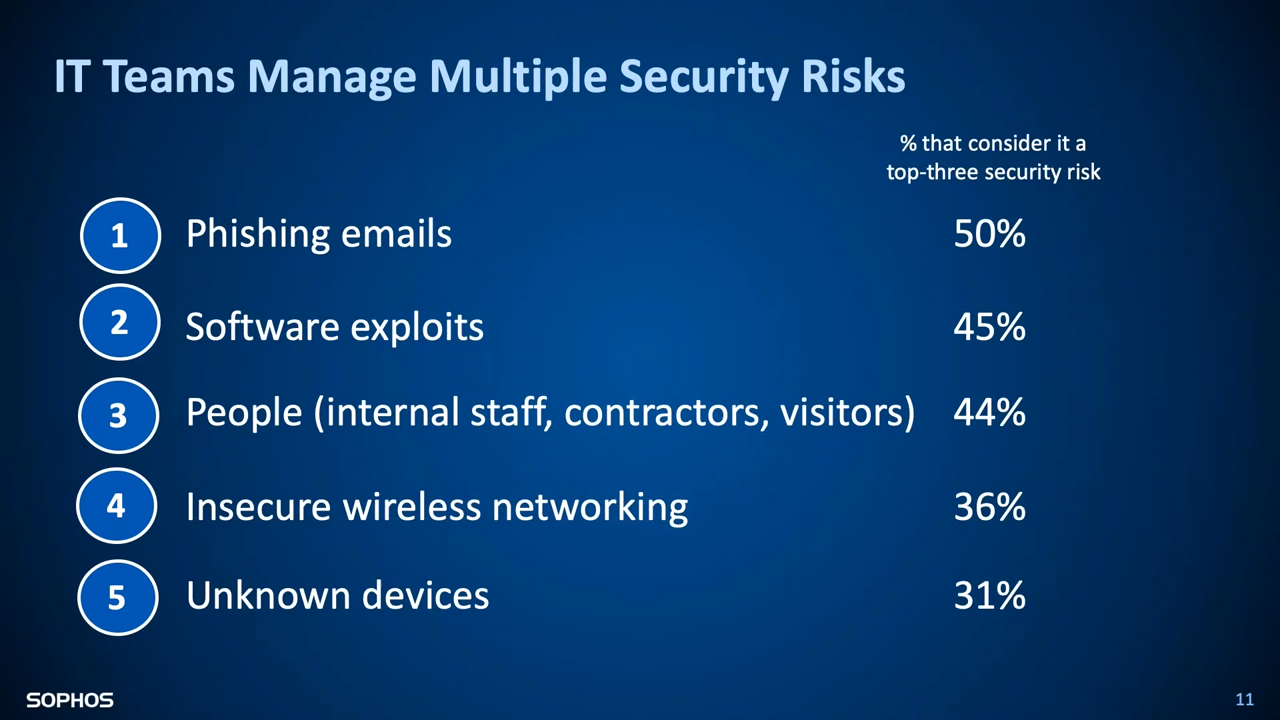 IT Teams Manage Multiple Security Risks
% that consider it a
top-three security risk
1 Phishing emails 50%
2 Software exploits 45%
3 People (internal staff, contractors, visitors) 44%
4 Insecure wireless networking 36%
5 Unknown devices 31%
SOPHOS 11